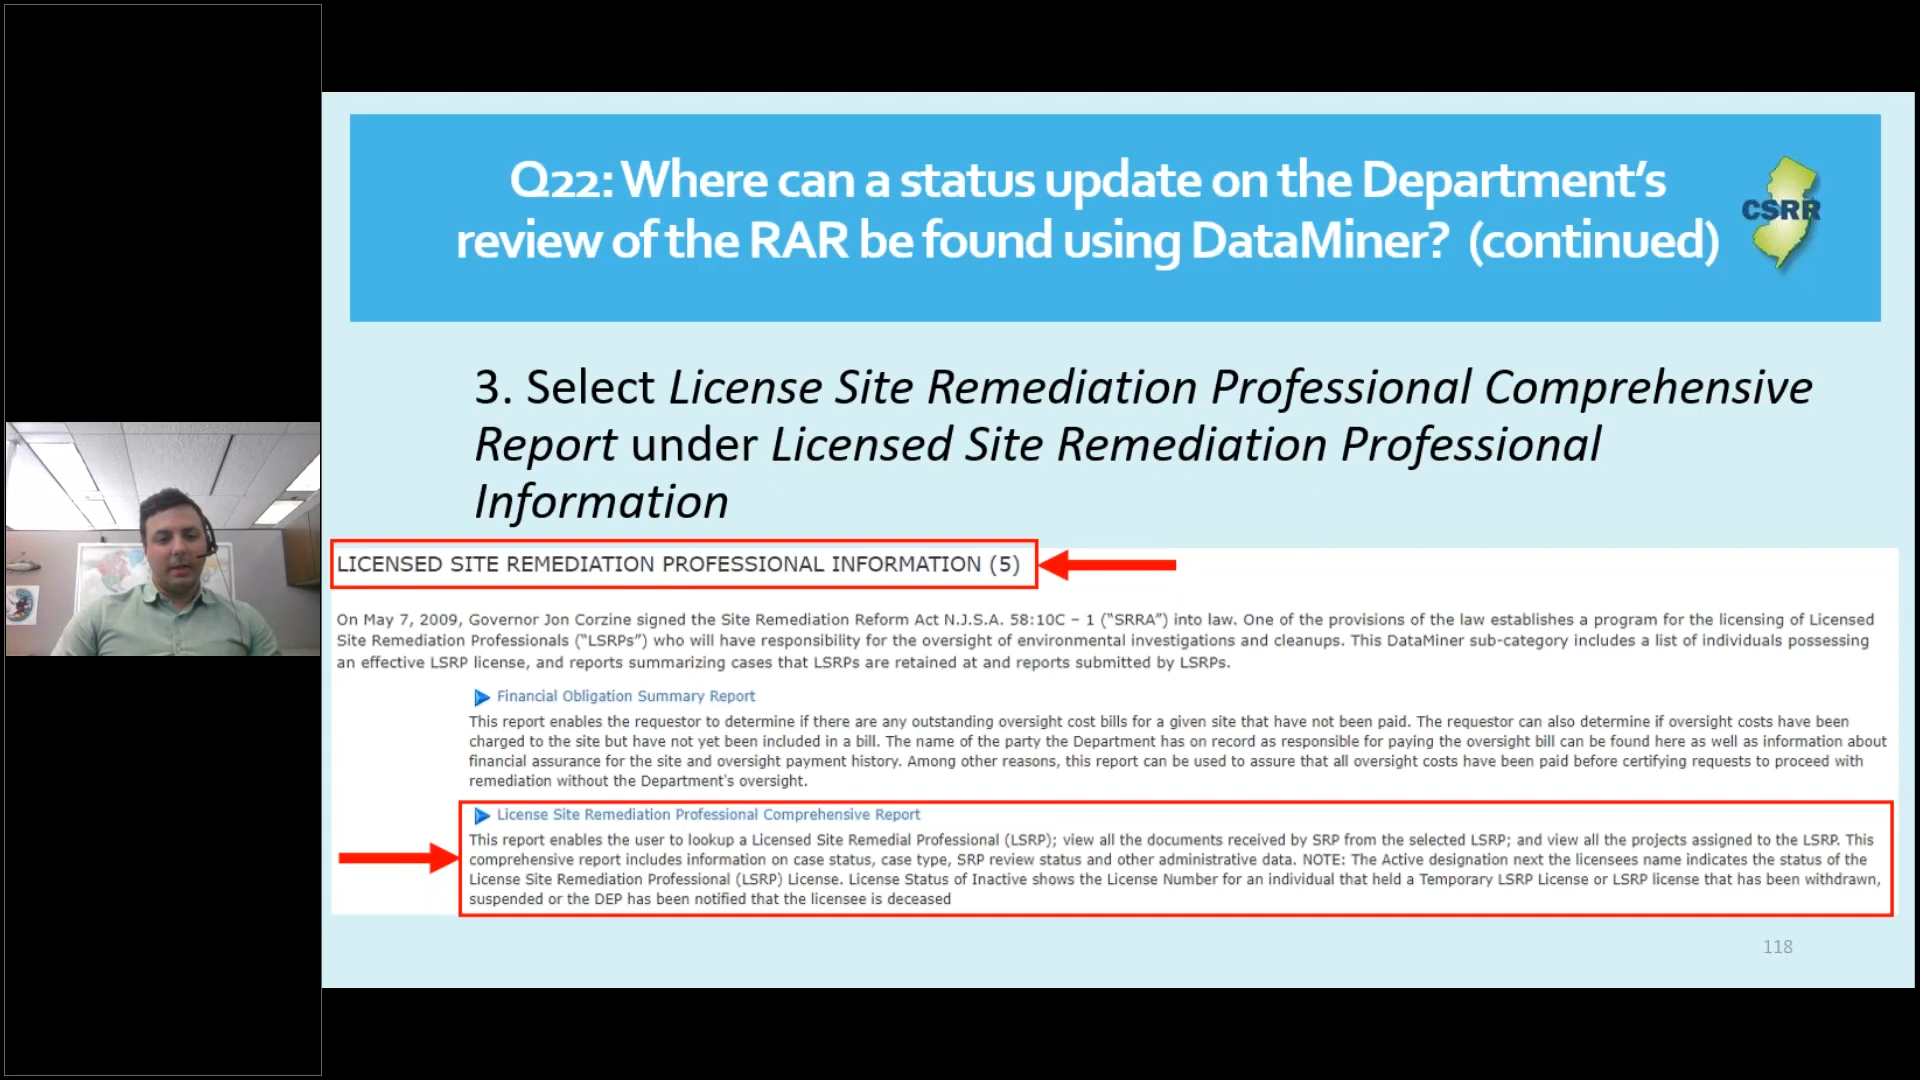 Q22: Where can a status update on the Department's
review of the RAR be found using DataMiner? (continued)
CSRR
3. Select License Site Remediation Professional Comprehensive
Report under Licensed Site Remediation Professional
Information
LICENSED SITE REMEDIATION PROFESSIONAL INFORMATION (5)
On May 7, 2009, Governor Jon Corzine signed the Site Remediation Reform Act N.J.S.A. 58:10C – 1 ("SRRA") into law. One of the provisions of the law establishes a program for the licensing of Licensed
Site Remediation Professionals ("LSRPs") who will have responsibility for the oversight of environmental investigations and cleanups. This DataMiner sub-category includes a list of individuals possessing
an effective LSRP license, and reports summarizing cases that LSRPs are retained at and reports submitted by LSRPs.
Financial Obligation Summary Report
This report enables the requestor to determine if there are any outstanding oversight cost bills for a given site that have not been paid. The requestor can also determine if oversight costs have been
charged to the site but have not yet been included in a bill. The name of the party the Department has on record as responsible for paying the oversight bill can be found here as well as information about
financial assurance for the site and oversight payment history. Among other reasons, this report can be used to assure that all oversight costs have been paid before certifying requests to proceed with
remediation without the Department's oversight.
License Site Remediation Professional Comprehensive Report
This report enables the user to lookup a Licensed Site Remedial Professional (LSRP); view all the documents received by SRP from the selected LSRP; and view all the projects assigned to the LSRP. This
comprehensive report includes information on case status, case type, SRP review status and other administrative data. NOTE: The Active designation next the licensees name indicates the status of the
License Site Remediation Professional (LSRP) License. License Status of Inactive shows the License Number for an individual that held a Temporary LSRP License or LSRP license that has been withdrawn,
suspended or the DEP has been notified that the licensee is deceased
118